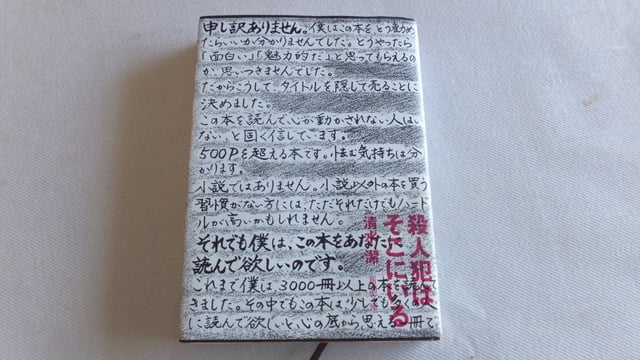 申し訳ありません。僕はこの本を、どう勧め
たらいいか分かりませんでした。どうやったら
「面白い」「魅力的だ」と思ってもらえるの
か、思いつきませんでした。
だからこうして、タイトルを隠して売ることに
決めました。
この本を読んで心が動かされない人はい
ない、と固く信じています。
500Pを超える本です。怯む気持ちは分
かります。
小説ではありません。小説以外の本を買う
習慣がない方には、ただそれだけでもハード
ルが高いかもしれません。
それでも僕は、この本をあなたに
読んで欲しいのです。
これまで僕は3000冊以上の本を読んで
きました。その中でもこの本は、少しでも多くの人
に読んで欲しいと心の底から思える一冊で
殺人犯は
そこにいる
清水潔